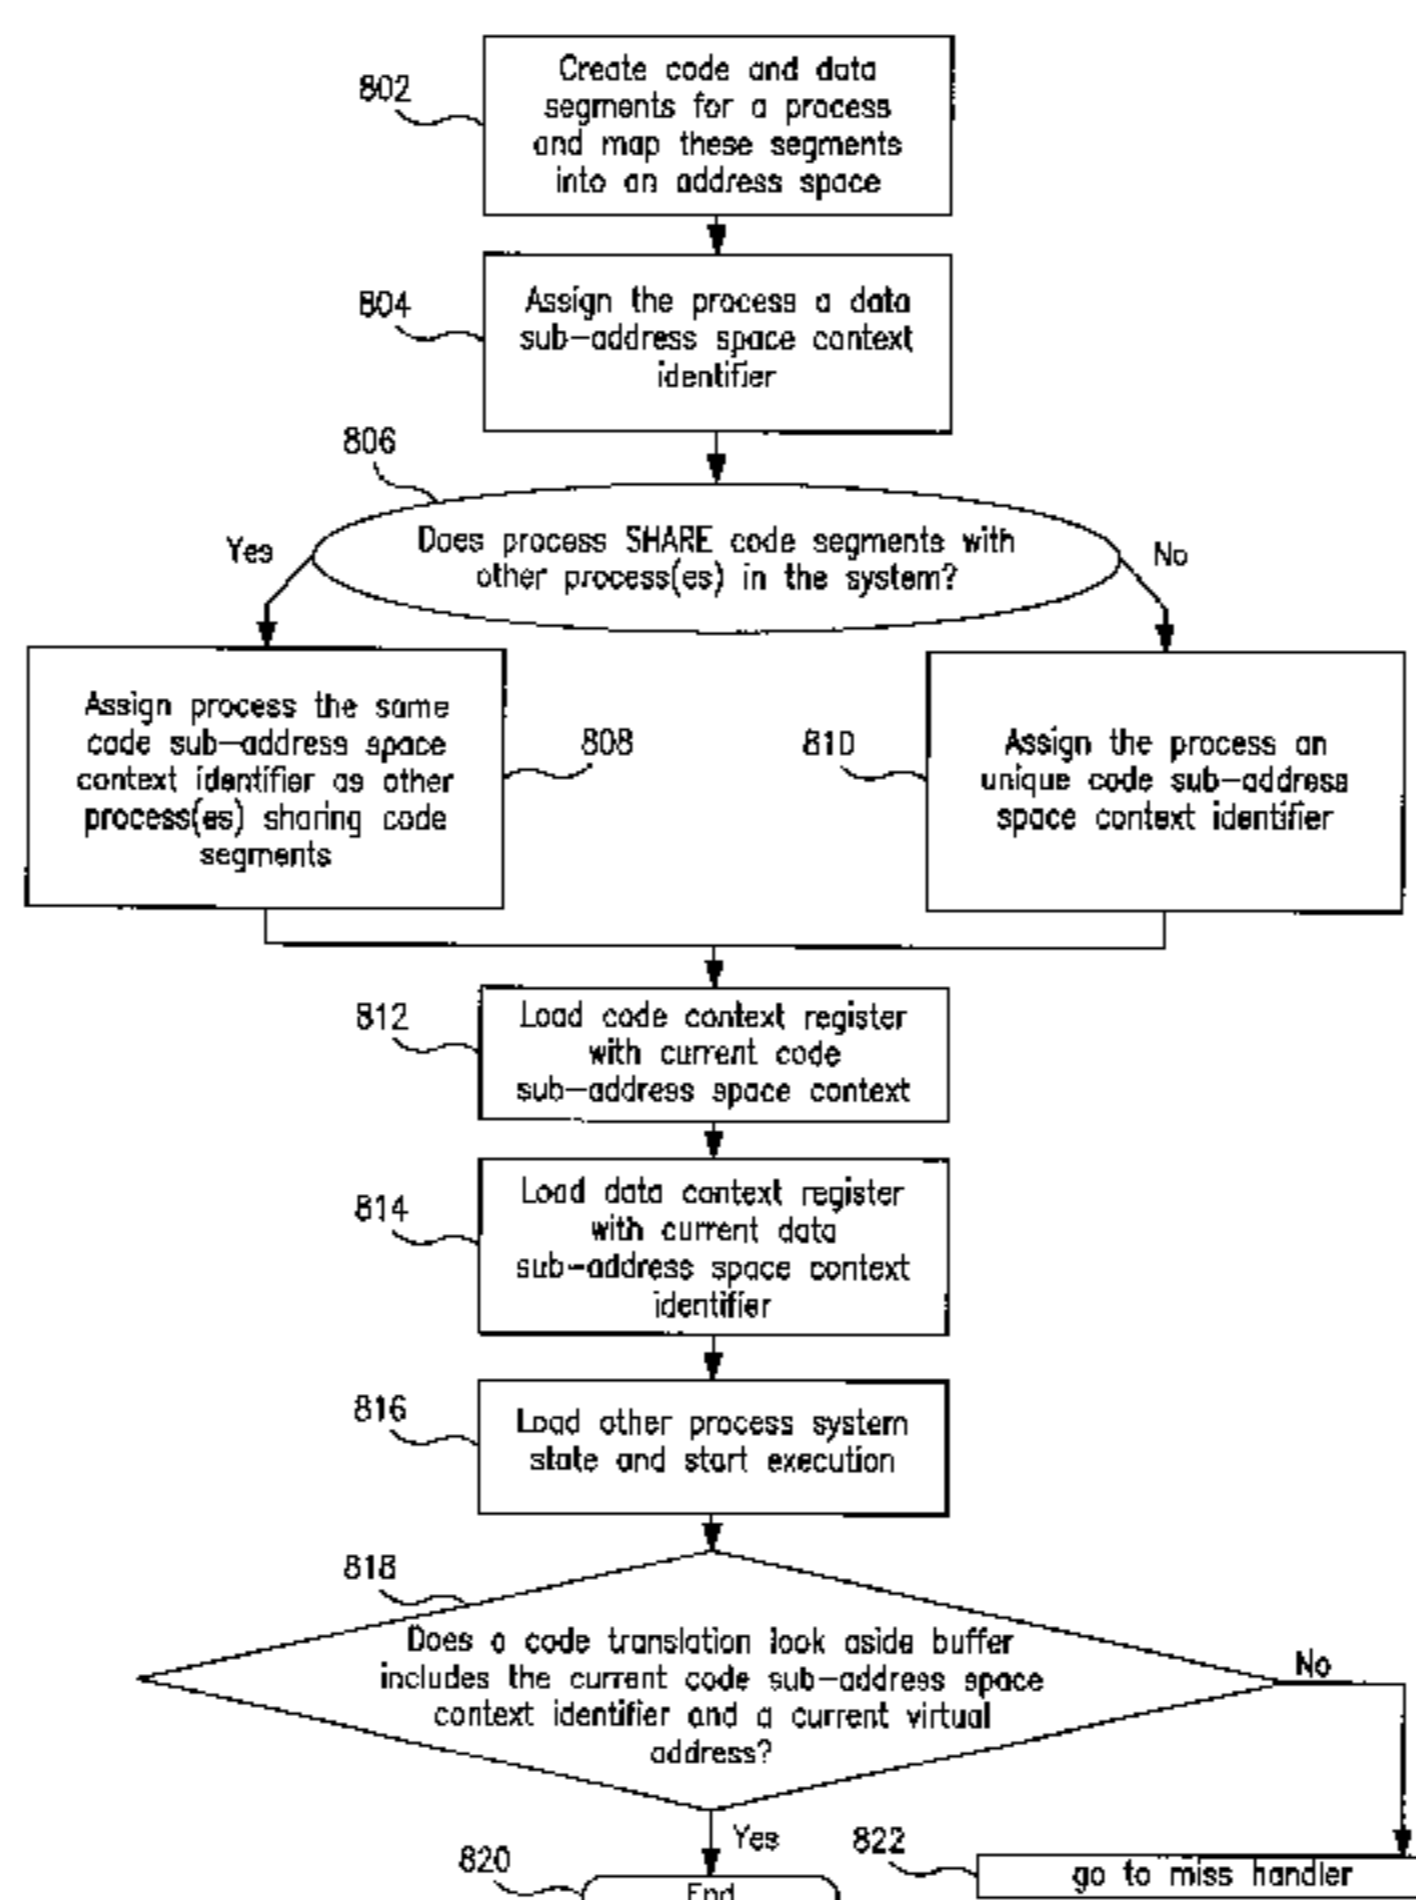 802
Create code and data
segments for a process
and map these segments
into an address space
804
Assign the process a data
sub-address space context
identifier
806
Does process SHARE code segments with
other process(es) in the system?
Yes
No
Assign process the same
code sub-address space
context identifier as other
process(es) sharing code
segments
808
810
Assign the process an
unique code sub-address
space context identifier
812
Load code context register
with current code
sub-address space context
814
Load data context register
with current data
sub-address space context
identifier
816
Load other process system
state and start execution
818
Does a code translation look aside buffer
includes the current code sub-address space
context identifier and a current virtual
address?
No
Yes
820
End
822
go to miss handler